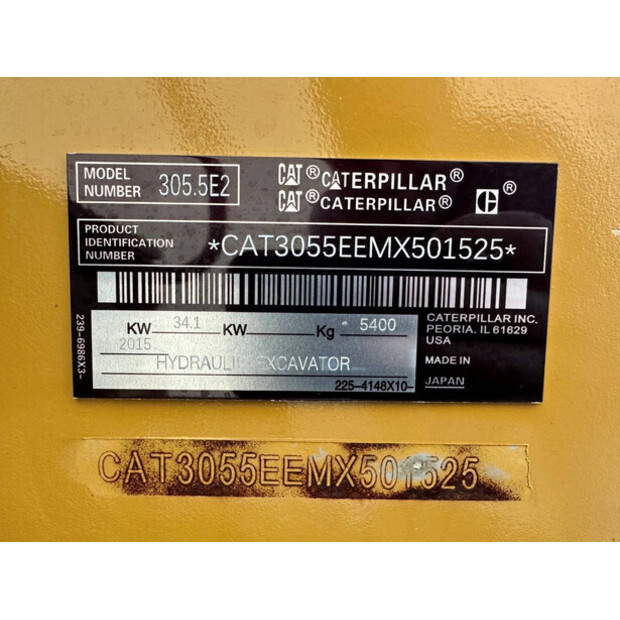 MODEL NUMBER 305.5E2
CAT® CATERPILLAR®
CAT® CATERPILLAR® C ®
PRODUCT
IDENTIFICATION
NUMBER
*CAT3055EEMX501525*
KW 34.1 KW Kg 5400
2015
HYDRAULIC EXCAVATOR
225-4148X10-
CATERPILLAR INC.
PEORIA. IL 61629
USA
MADE IN
JAPAN
239-6986X3-
CAT3055EEMX501525